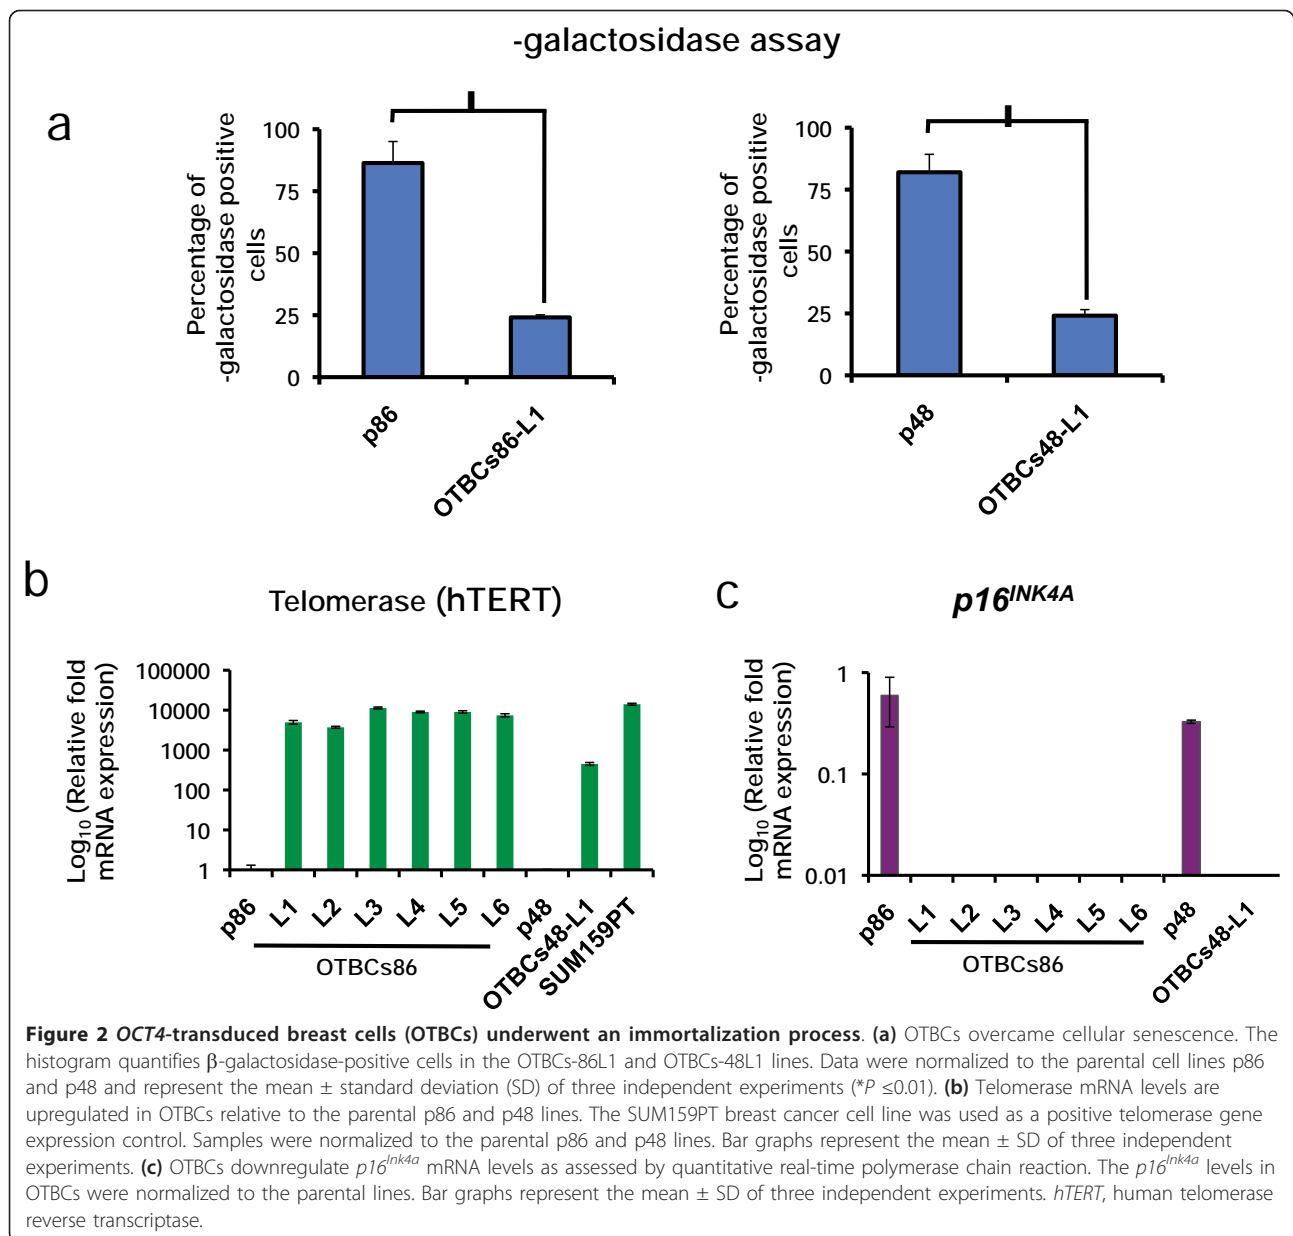 -galactosidase assay
a
Percentage of
-galactosidase positive
cells
100
75
50
25
0
p86
OTBCs86-L1
Percentage of
-galactosidase positive
cells
100
75
50
25
0
p48
OTBCs48-L1
b
Telomerase (hTERT)
Log10 (Relative fold
mRNA expression)
100000
10000
1000
100
10
1
p86
L1
L2
L3
L4
L5
L6
p48
OTBCs48-L1
SUM159PT
OTBCs86
c
p16INK4A
Log10 (Relative fold
mRNA expression)
1
0.1
0.01
p86
L1
L2
L3
L4
L5
L6
p48
OTBCs48-L1
OTBCs86
Figure 2 OCT4-transduced breast cells (OTBCs) underwent an immortalization process. (a) OTBCs overcame cellular senescence. The
histogram quantifies β-galactosidase-positive cells in the OTBCs-86L1 and OTBCs-48L1 lines. Data were normalized to the parental cell lines p86
and p48 and represent the mean ± standard deviation (SD) of three independent experiments (*P ≤0.01). (b) Telomerase mRNA levels are
upregulated in OTBCs relative to the parental p86 and p48 lines. The SUM159PT breast cancer cell line was used as a positive telomerase gene
expression control. Samples were normalized to the parental p86 and p48 lines. Bar graphs represent the mean ± SD of three independent
experiments. (c) OTBCs downregulate p16Ink4a mRNA levels as assessed by quantitative real-time polymerase chain reaction. The p16Ink4a levels in
OTBCs were normalized to the parental lines. Bar graphs represent the mean ± SD of three independent experiments. hTERT, human telomerase
reverse transcriptase.